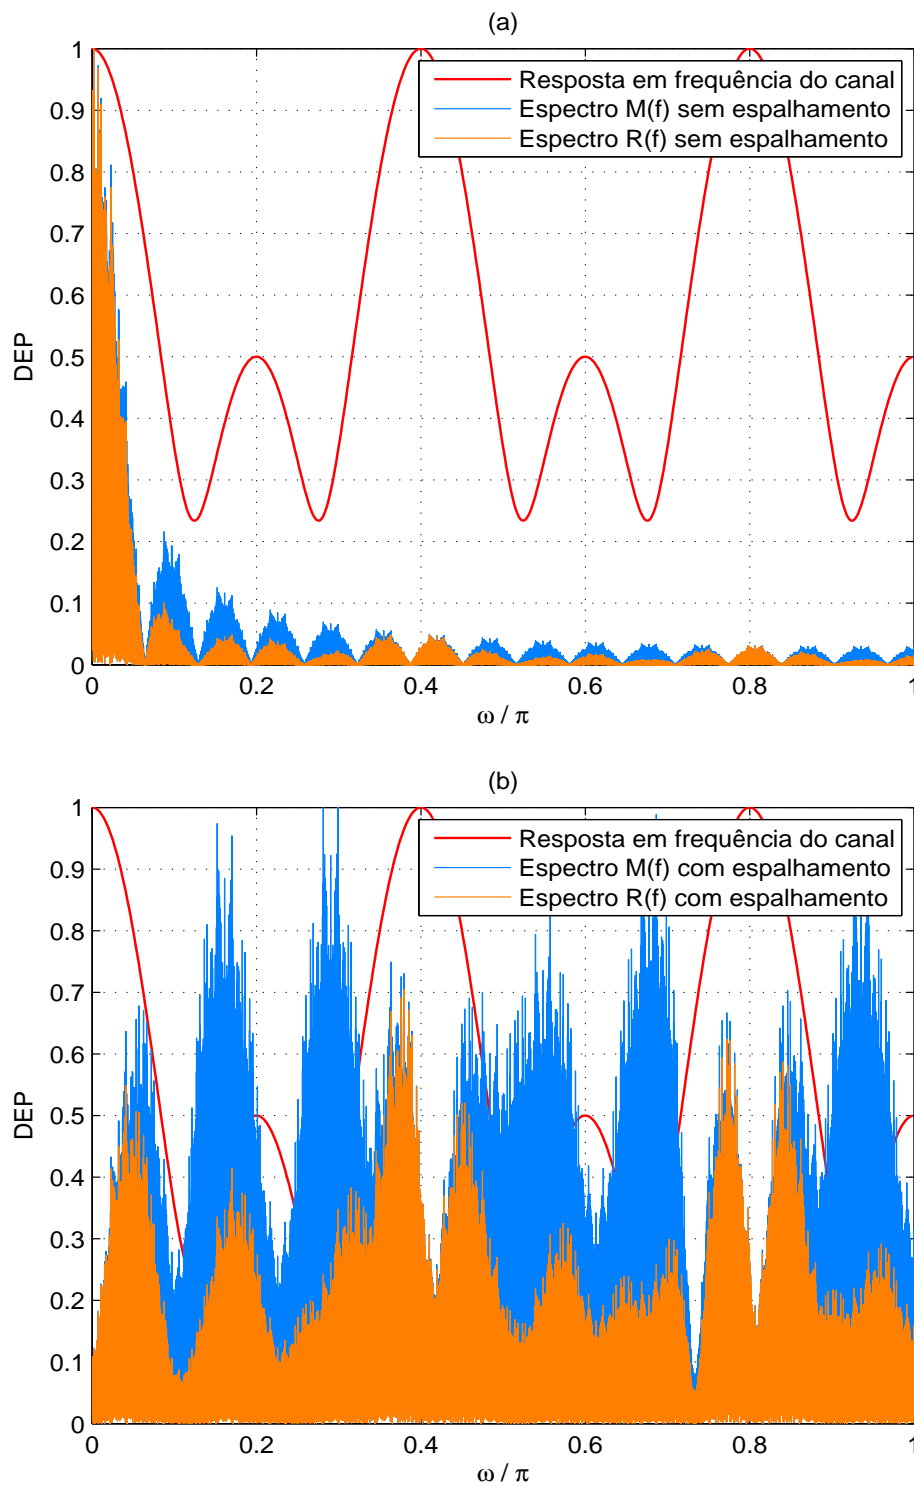 (a)
1
0.9
0.8
0.7
0.6
0.5
0.4
0.3
0.2
0.1
0
DEP
Resposta em frequência do canal
Espectro M(f) sem espalhamento
Espectro R(f) sem espalhamento
0 0.2 0.4 0.6 0.8 1
ω / π
(b)
1
0.9
0.8
0.7
0.6
0.5
0.4
0.3
0.2
0.1
0
DEP
Resposta em frequência do canal
Espectro M(f) com espalhamento
Espectro R(f) com espalhamento
0 0.2 0.4 0.6 0.8 1
ω / π